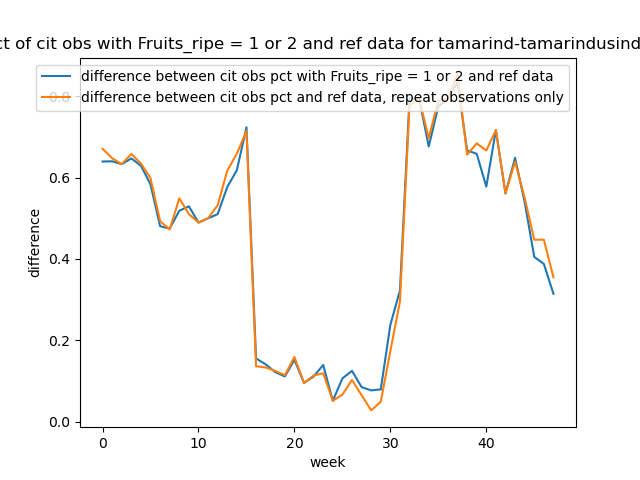 ct of cit obs with Fruits_ripe = 1 or 2 and ref data for tamarind-tamarindusind
difference between cit obs pct with Fruits_ripe = 1 or 2 and ref data
difference between cit obs pct and ref data, repeat observations only
0.8
0.6
0.4
0.2
0.0
difference
0
10
20
30
40
week